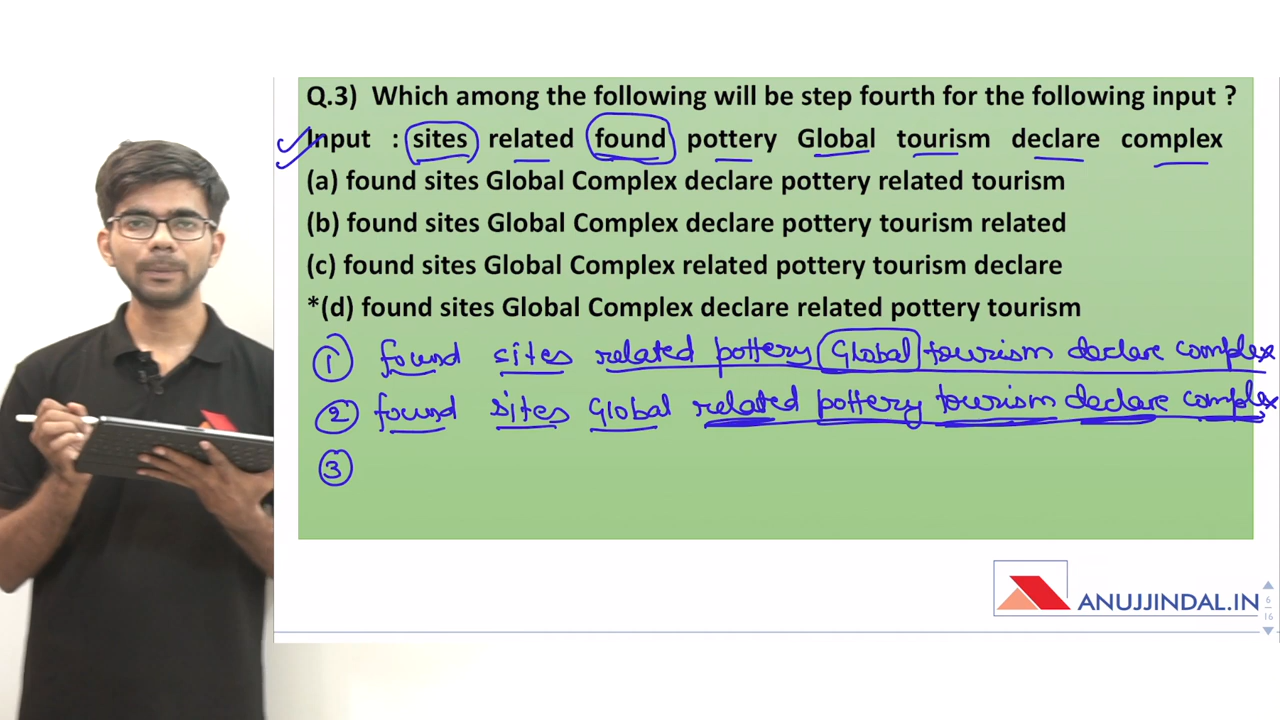 Q.3) Which among the following will be step fourth for the following input ?
Input : sites related found pottery Global tourism declare complex
(a) found sites Global Complex declare pottery related tourism
(b) found sites Global Complex declare pottery tourism related
(c) found sites Global Complex related pottery tourism declare
*(d) found sites Global Complex declare related pottery tourism
① found sites related pottery Global tourism declare complex
② found sites Global related pottery tourism declare complex
③
ANUJJINDAL.IN
6
16